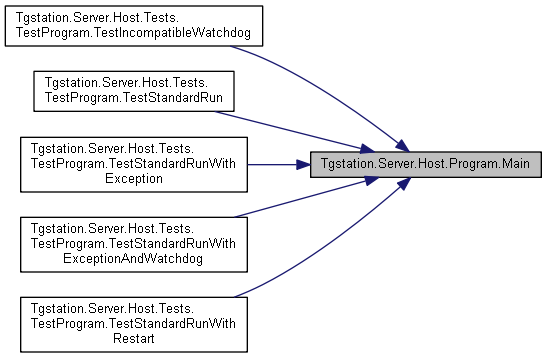 Tgstation.Server.Host.Tests.
TestProgram.TestIncompatibleWatchdog
Tgstation.Server.Host.Tests.
TestProgram.TestStandardRun
Tgstation.Server.Host.Tests.
TestProgram.TestStandardRunWith
Exception
Tgstation.Server.Host.Program.Main
Tgstation.Server.Host.Tests.
TestProgram.TestStandardRunWith
ExceptionAndWatchdog
Tgstation.Server.Host.Tests.
TestProgram.TestStandardRunWith
Restart